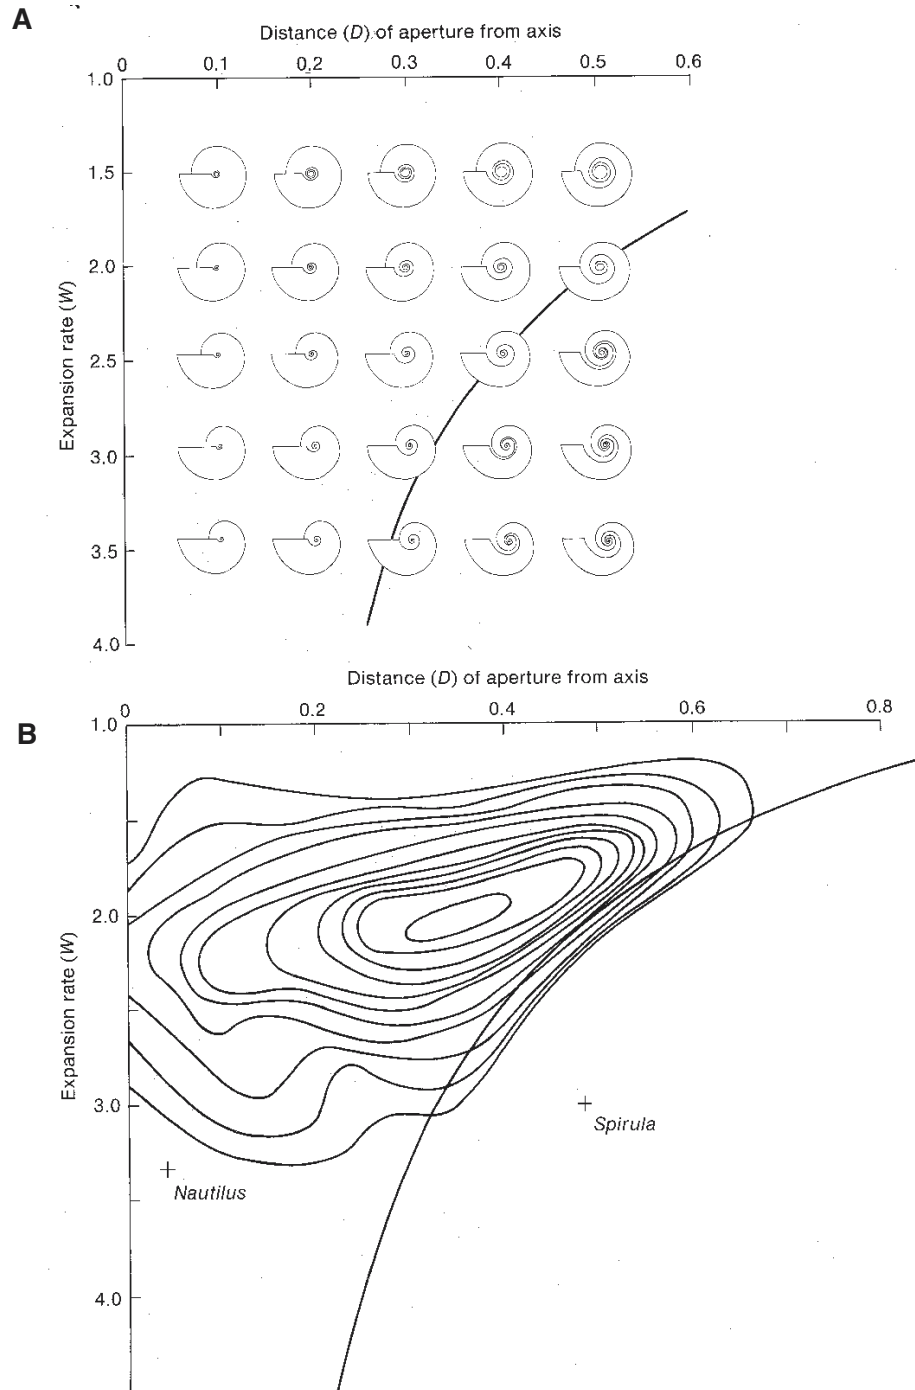 A
Distance (D) of aperture from axis
0 0.1 0.2 0.3 0.4 0.5 0.6
1.0
1.5
2.0
Expansion rate (W)
2.5
3.0
3.5
4.0
Distance (D) of aperture from axis
B
0 0.2 0.4 0.6 0.8
1.0
2.0
Expansion rate (W)
3.0
Spirula
Nautilus
4.0